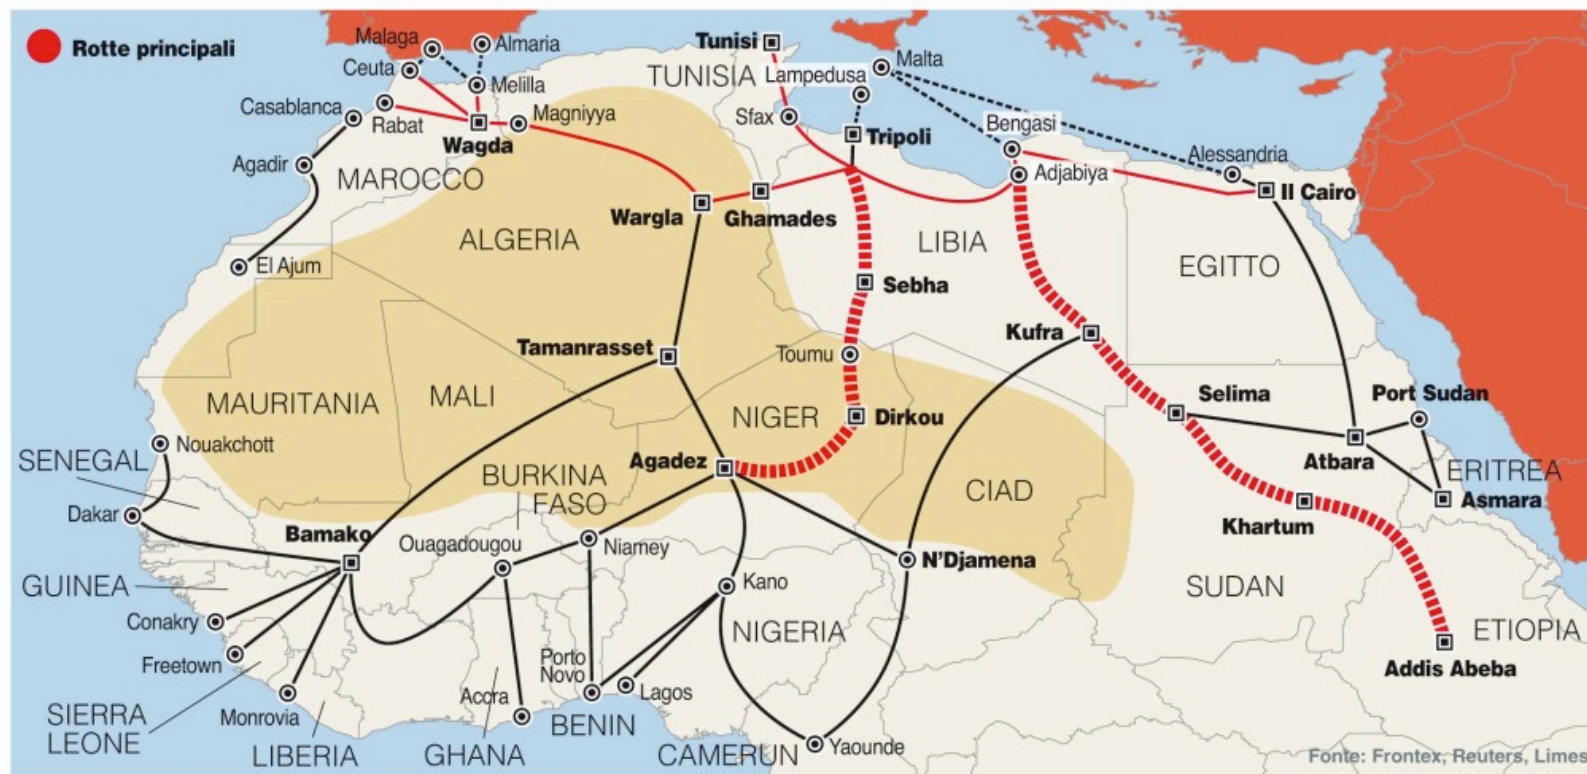 Rotte principali
Malaga
Almaria
Ceuta
Melilla
Casablanca
Rabat
Magniyya
Wagda
Agadir
MAROCCO
El Ajum
Tunisi
TUNISIA
Lampedusa
Malta
Sfax
Tripoli
Bengasi
Adjabiya
Alessandria
Il Cairo
Wargla
Ghamades
ALGERIA
LIBIA
EGITTO
Sebha
Kufra
Tamanrasset
Toumu
Selima
Port Sudan
MAURITANIA
MALI
NIGER
Dirkou
Nouakchott
SENEGAL
Agadez
Atbara
ERITREA
Asmara
BURKINA
FASO
CIAD
Dakar
Khartum
Bamako
Ouagadougou
Niamey
N'Djamena
Kano
GUINEA
SUDAN
Conakry
NIGERIA
ETIOPIA
Freetown
Porto
Novo
Addis Abeba
Accra
Lagos
Monrovia
SIERRA
LEONE
LIBERIA
GHANA
BENIN
CAMERUN
Yaounde
Fonte: Frontex, Reuters, Limes